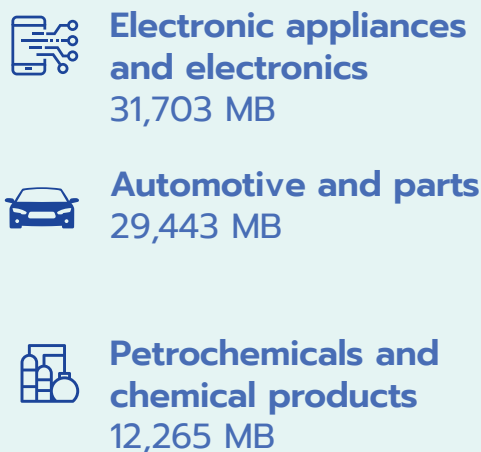 Electronic appliances
and electronics
31,703 MB
Automotive and parts
29,443 MB
Petrochemicals and
chemical products
12,265 MB